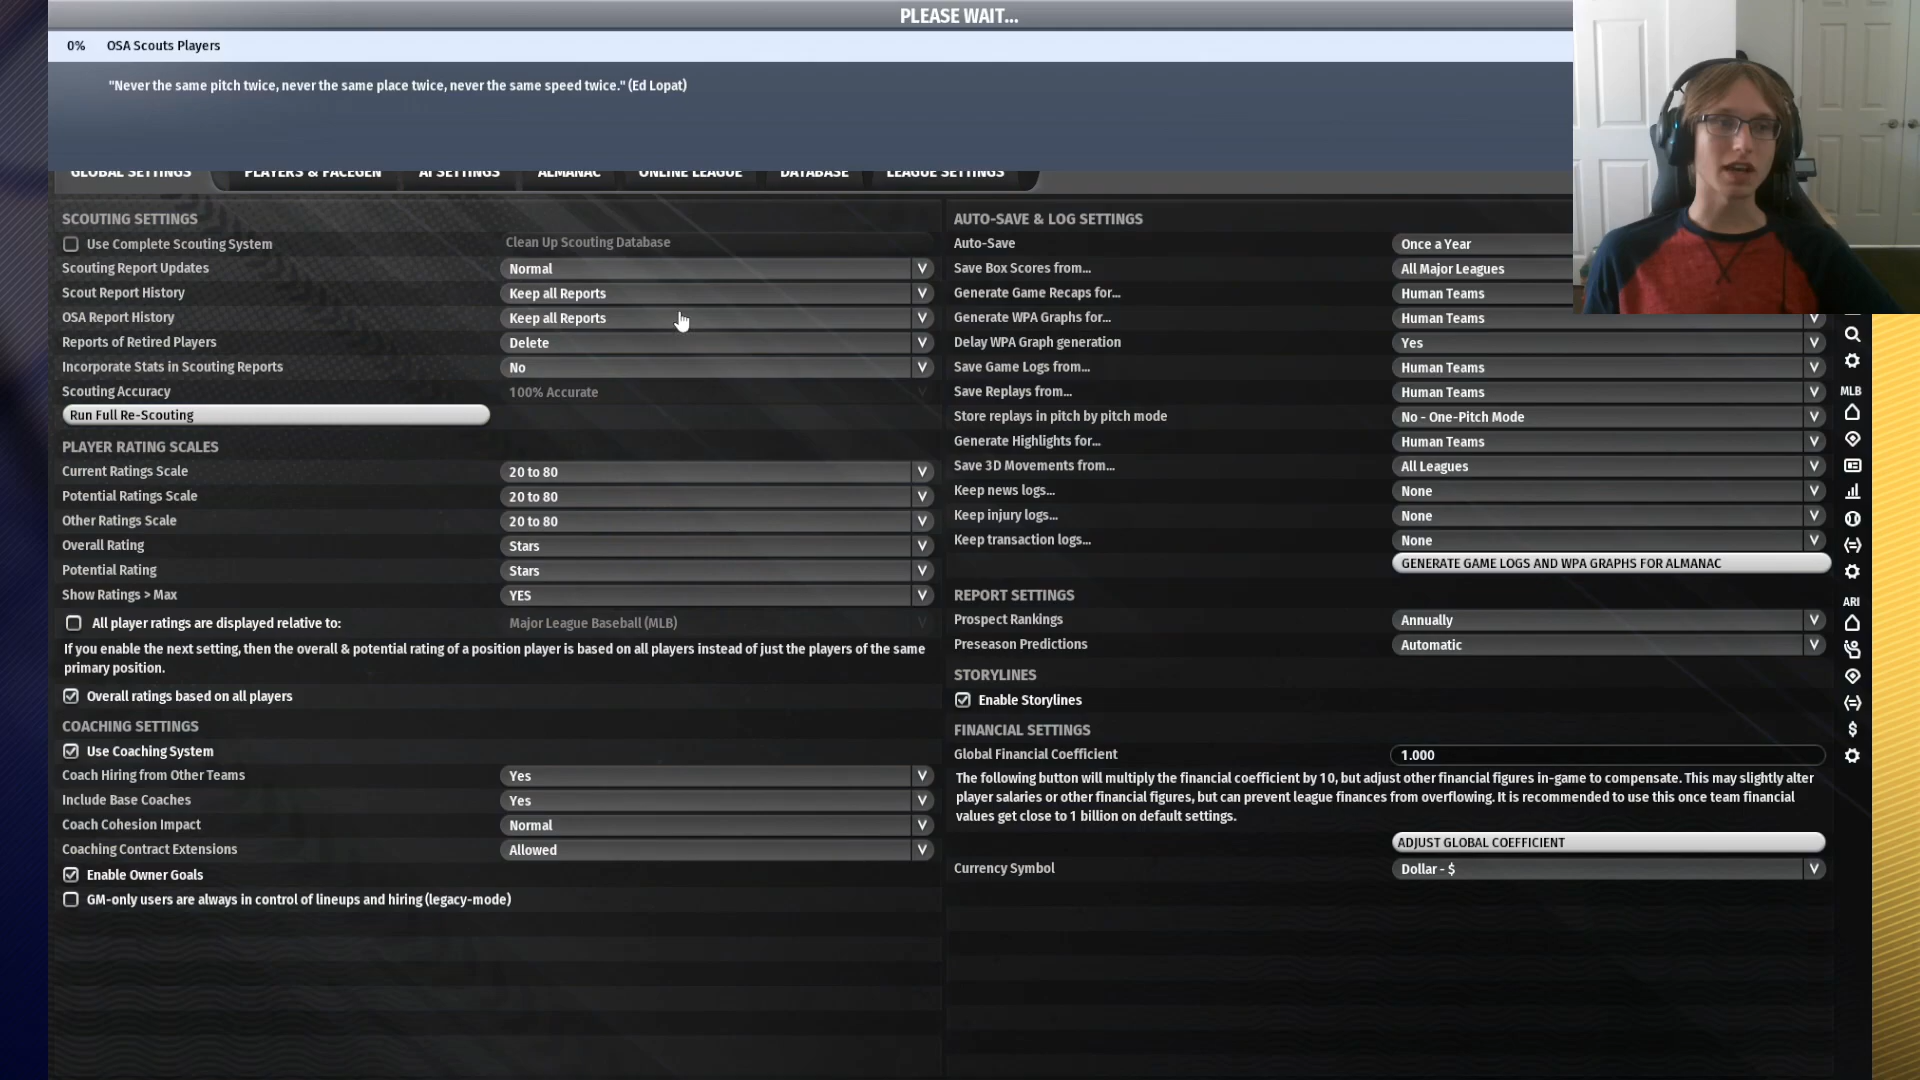 PLEASE WAIT...
0% OSA Scouts Players
"Never the same pitch twice, never the same place twice, never the same speed twice." (Ed Lopat)
GLOBAL SETTINGS PLAYERS & FACEGEN AI SETTINGS ALMANAC ONLINE LEAGUE DATABASE LEAGUE SETTINGS
SCOUTING SETTINGS
Use Complete Scouting System Clean Up Scouting Database
Scouting Report Updates Normal V
Scout Report History Keep all Reports V
OSA Report History Keep all Reports V
Reports of Retired Players Delete V
Incorporate Stats in Scouting Reports No V
Scouting Accuracy 100% Accurate V
Run Full Re-Scouting
PLAYER RATING SCALES
Current Ratings Scale 20 to 80 V
Potential Ratings Scale 20 to 80 V
Other Ratings Scale 20 to 80 V
Overall Rating Stars V
Potential Rating Stars V
Show Ratings > Max YES V
All player ratings are displayed relative to: Major League Baseball (MLB) V
If you enable the next setting, then the overall & potential rating of a position player is based on all players instead of just the players of the same
primary position.
Overall ratings based on all players
COACHING SETTINGS
Use Coaching System
Coach Hiring from Other Teams Yes V
Include Base Coaches Yes V
Coach Cohesion Impact Normal V
Coaching Contract Extensions Allowed V
Enable Owner Goals
GM-only users are always in control of lineups and hiring (legacy-mode)
AUTO-SAVE & LOG SETTINGS
Auto-Save Once a Year
Save Box Scores from... All Major Leagues
Generate Game Recaps for... Human Teams
Generate WPA Graphs for... Human Teams V
Delay WPA Graph generation Yes V
Save Game Logs from... Human Teams V
Save Replays from... Human Teams V
Store replays in pitch by pitch mode No - One-Pitch Mode V
Generate Highlights for... Human Teams V
Save 3D Movements from... All Leagues V
Keep news logs... None V
Keep injury logs... None V
Keep transaction logs... None V
GENERATE GAME LOGS AND WPA GRAPHS FOR ALMANAC
REPORT SETTINGS
Prospect Rankings Annually V
Preseason Predictions Automatic V
STORYLINES
Enable Storylines
FINANCIAL SETTINGS
Global Financial Coefficient 1.000
The following button will multiply the financial coefficient by 10, but adjust other financial figures in-game to compensate. This may slightly alter
player salaries or other financial figures, but can prevent league finances from overflowing. It is recommended to use this once team financial
values get close to 1 billion on default settings.
ADJUST GLOBAL COEFFICIENT
Currency Symbol Dollar - $ V
MLB
ARI
$